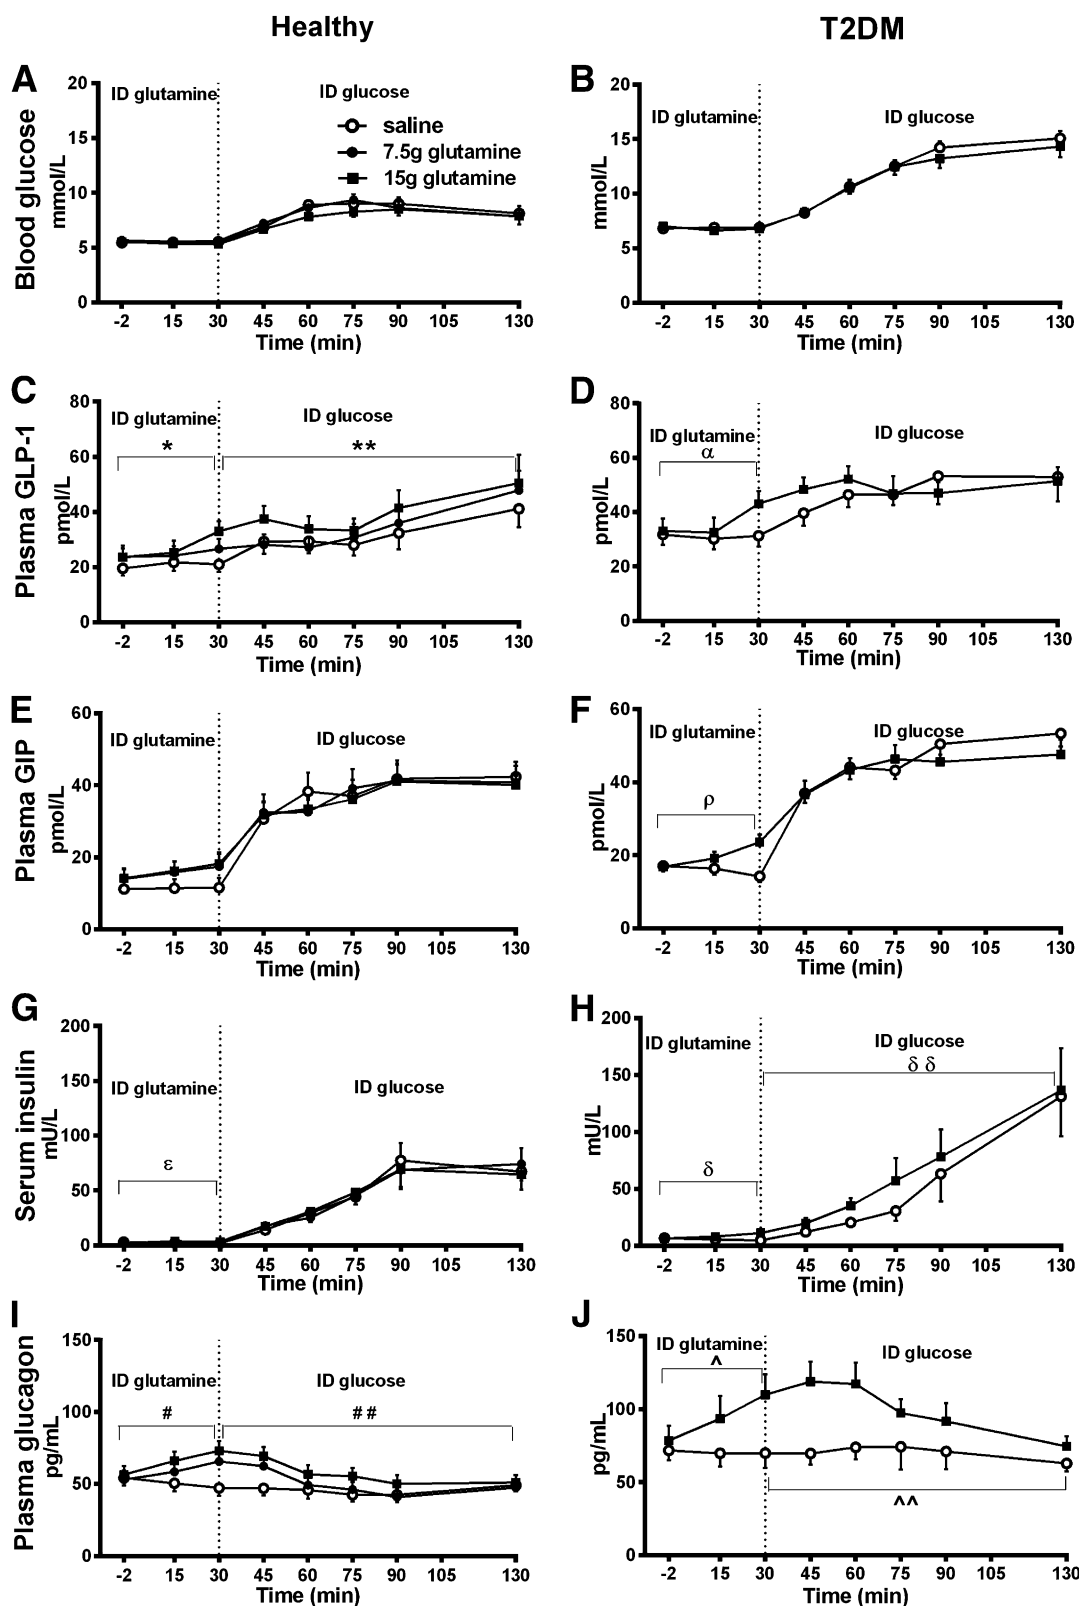 Healthy
T2DM
A
Blood glucose
mmol/L
20
15
10
5
0
ID glutamine
ID glucose
saline
7.5g glutamine
15g glutamine
-2 15 30 45 60 75 90 105 130
Time (min)
B
mmol/L
20
15
10
5
0
ID glutamine
ID glucose
-2 15 30 45 60 75 90 105 130
Time (min)
C
Plasma GLP-1
pmol/L
80
60
40
20
0
ID glutamine
ID glucose
*
**
-2 15 30 45 60 75 90 105 130
Time (min)
D
pmol/L
80
60
40
20
0
ID glutamine
ID glucose
α
-2 15 30 45 60 75 90 105 130
Time (min)
E
Plasma GIP
pmol/L
60
40
20
0
ID glutamine
ID glucose
-2 15 30 45 60 75 90 105 130
Time (min)
F
pmol/L
60
40
20
0
ID glutamine
ID glucose
ρ
-2 15 30 45 60 75 90 105 130
Time (min)
G
Serum insulin
mU/L
200
150
100
50
0
ID glutamine
ID glucose
ε
-2 15 30 45 60 75 90 105 130
Time (min)
H
mU/L
200
150
100
50
0
ID glutamine
ID glucose
δ
δ δ
-2 15 30 45 60 75 90 105 130
Time (min)
I
Plasma glucagon
pg/mL
150
100
50
0
ID glutamine
ID glucose
#
# #
-2 15 30 45 60 75 90 105 130
Time (min)
J
pg/mL
150
100
50
0
ID glutamine
ID glucose
^
^^
-2 15 30 45 60 75 90 105 130
Time (min)